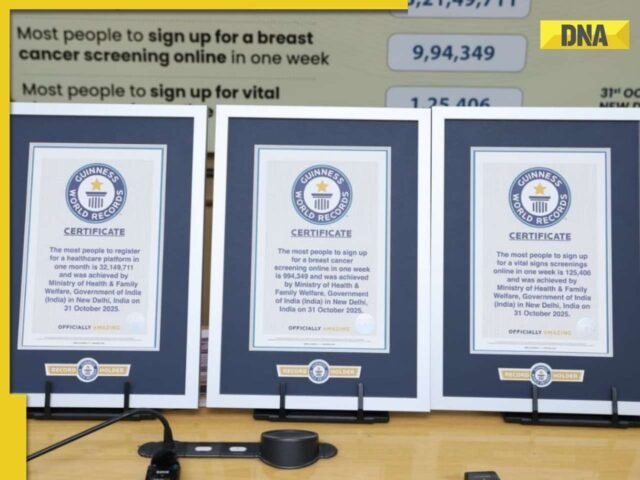 3,21,49,711
Most people to sign up for a breast
cancer screening online in one week
9,94,349
Most people to sign up for vital
1,25,406
31ST OC
NEW D
DNA
GUINNESS
WORLD RECORDS
CERTIFICATE
The most people to register
for a healthcare platform in
one month is 32,149,711
and was achieved by
Ministry of Health & Family
Welfare, Government of India
(India) in New Delhi, India on
31 October 2025.
OFFICIALLY AMAZING
RECORD HOLDER
GUINNESS
WORLD RECORDS
CERTIFICATE
The most people to sign up
for a breast cancer
screening online in one week
is 994,349 and was achieved
by Ministry of Health &
Family Welfare, Government
of India (India) in New Delhi,
India on 31 October 2025.
OFFICIALLY AMAZING
RECORD HOLDER
GUINNESS
WORLD RECORDS
CERTIFICATE
The most people to sign up
for a vital signs screenings
online in one week is 125,406
and was achieved by
Ministry of Health & Family
Welfare, Government of India
(India) in New Delhi, India on
31 October 2025.
OFFICIALLY AMAZING
RECORD HOLDER